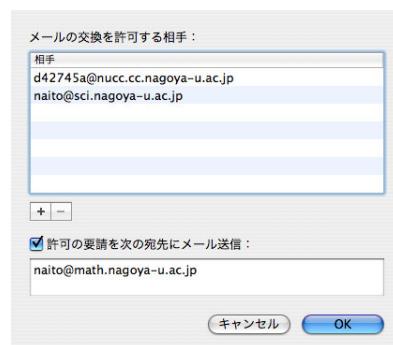 メールの交換を許可する相手：
相手
d42745a@nucc.cc.nagoya-u.ac.jp
naito@sci.nagoya-u.ac.jp
+ −
許可の要請を次の宛先にメール送信：
naito@math.nagoya-u.ac.jp
キャンセル OK